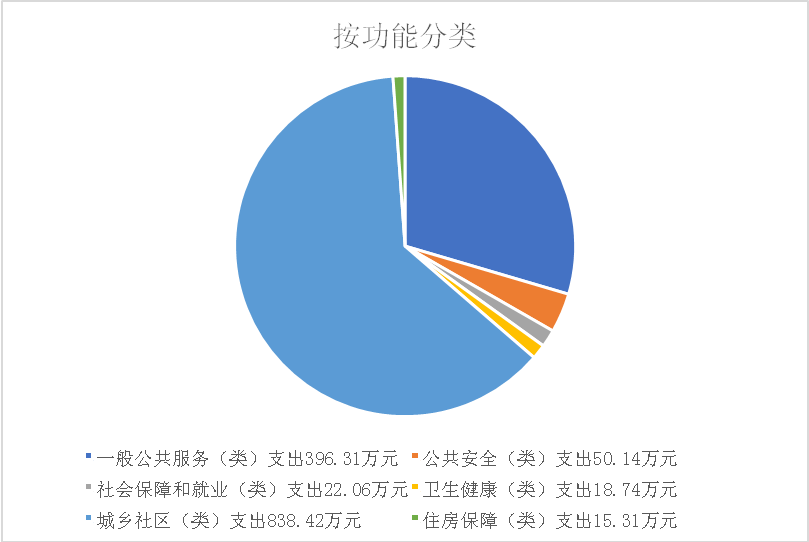 按功能分类
一般公共服务（类）支出396.31万元 公共安全（类）支出50.14万元
社会保障和就业（类）支出22.06万元 卫生健康（类）支出18.74万元
城乡社区（类）支出838.42万元 住房保障（类）支出15.31万元